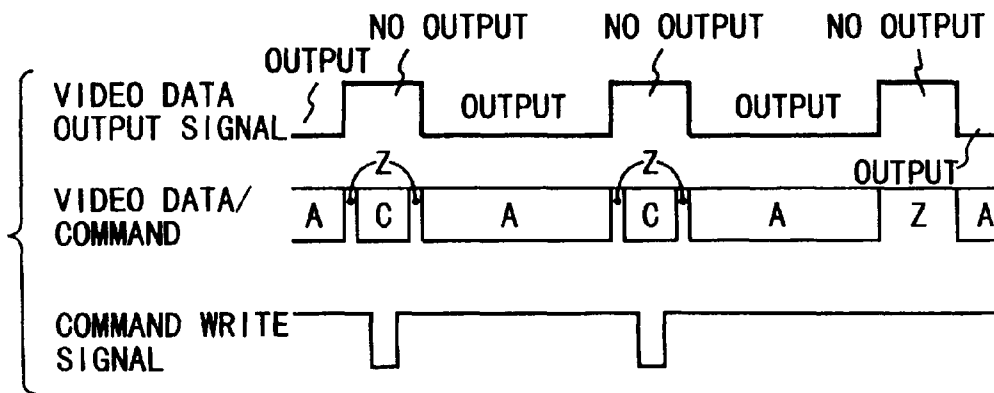 NO OUTPUT NO OUTPUT NO OUTPUT
OUTPUT
VIDEO DATA
OUTPUT SIGNAL
OUTPUT OUTPUT
OUTPUT
Z Z
VIDEO DATA/
COMMAND
A C A C A Z A
COMMAND WRITE
SIGNAL